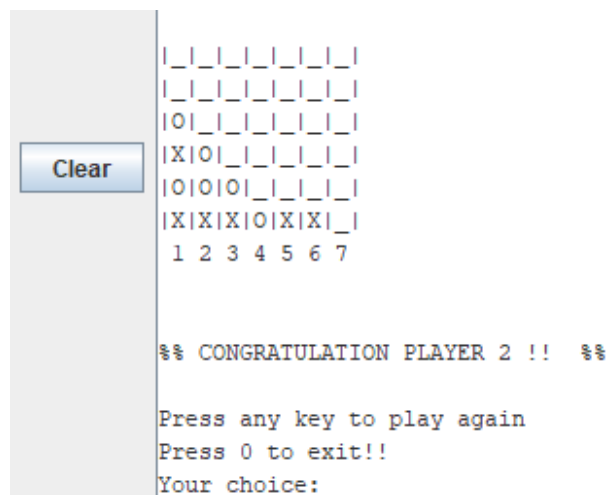 Clear
|_|_|_|_|_|_|_|
|_|_|_|_|_|_|_|
|O|_|_|_|_|_|_|
|X|O|_|_|_|_|_|
|O|O|O|_|_|_|_|
|X|X|X|O|X|X|_|
1 2 3 4 5 6 7
%% CONGRATULATION PLAYER 2 !!  %%
Press any key to play again
Press 0 to exit!!
Your choice: